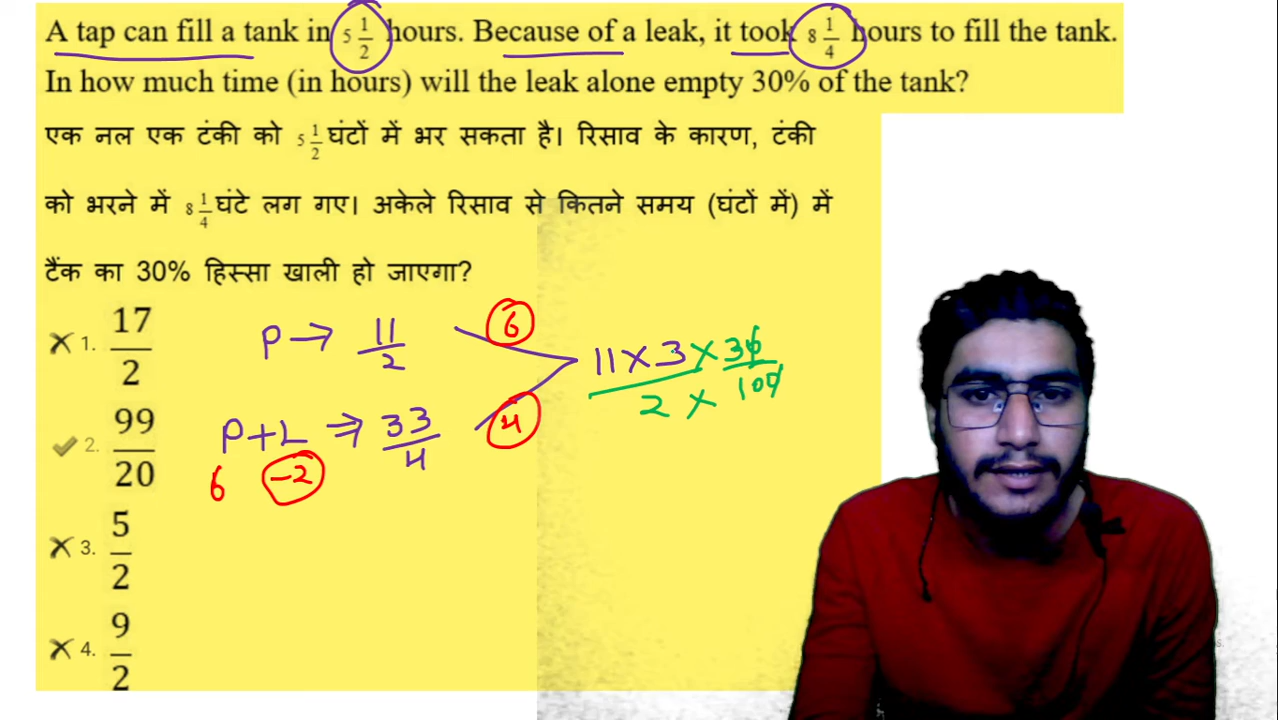 A tap can fill a tank in 5 1/2 hours. Because of a leak, it took 8 1/4 hours to fill the tank.
In how much time (in hours) will the leak alone empty 30% of the tank?
एक नल एक टंकी को 5 1/2 घंटों में भर सकता है। रिसाव के कारण, टंकी
को भरने में 8 1/4 घंटे लग गए। अकेले रिसाव से कितने समय (घंटों में) में
टैंक का 30% हिस्सा खाली हो जाएगा?
1. 17/2
2. 99/20
3. 5/2
4. 9/2
P → 11/2
6
P+L ⇒ 33/4
4
6 -2
11 × 3 × 30
2 × 100